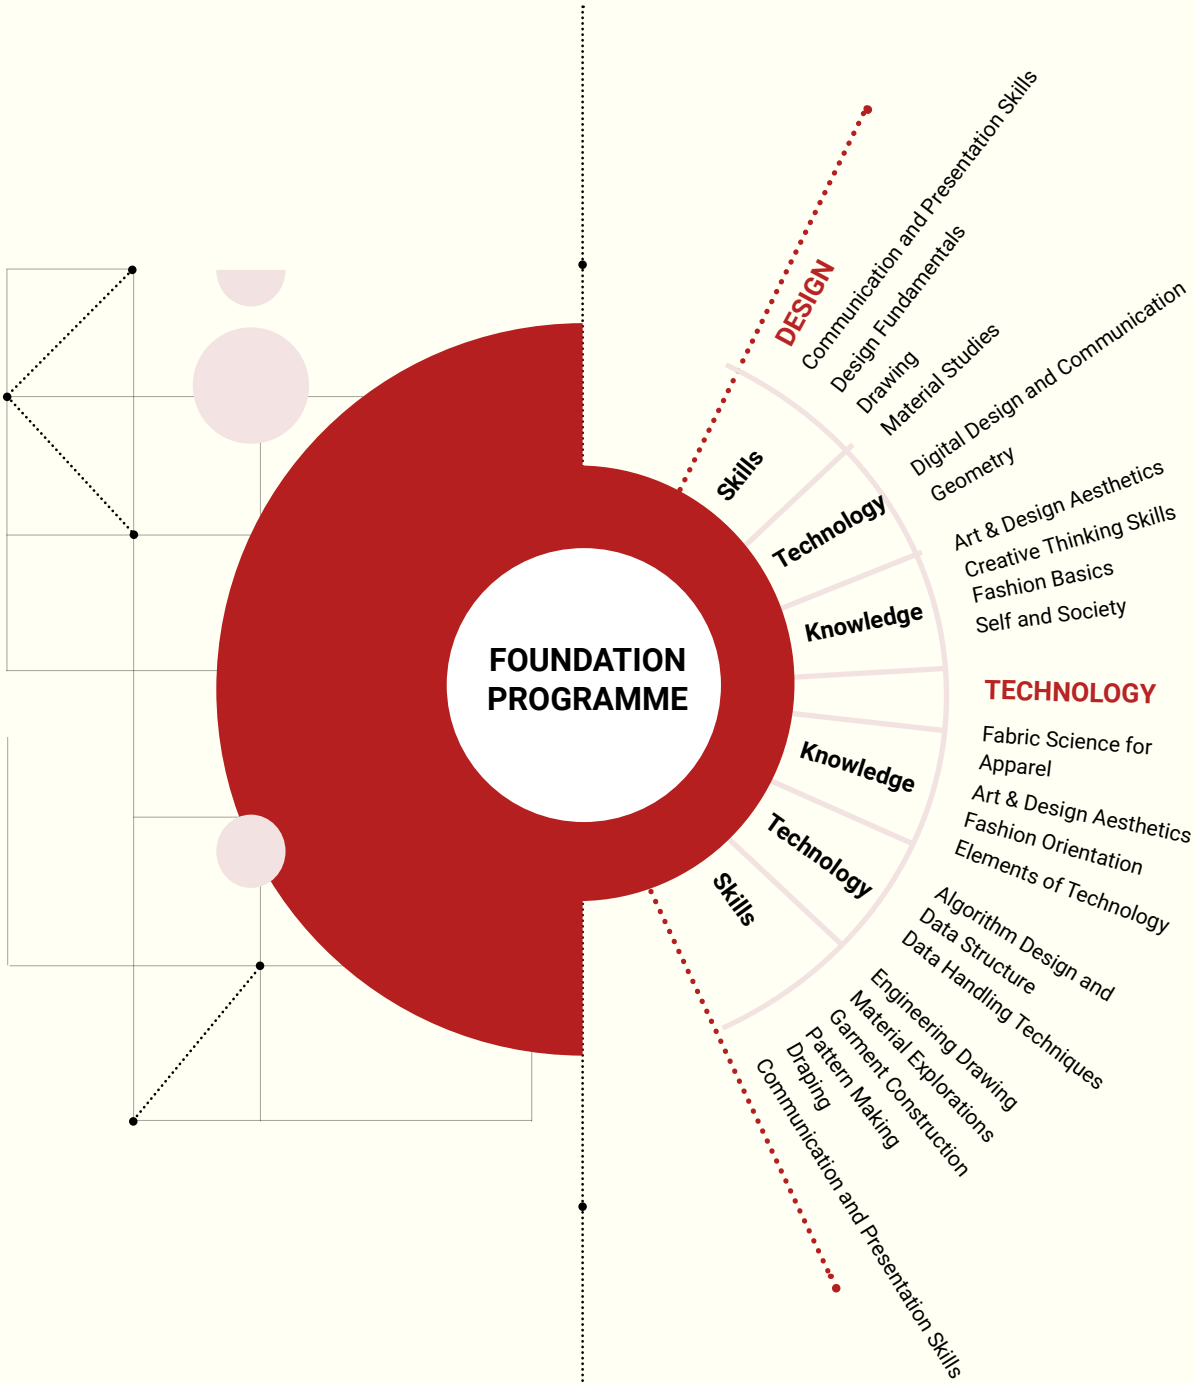 FOUNDATION
PROGRAMME
DESIGN
Skills
Communication and Presentation Skills
Design Fundamentals
Drawing
Material Studies
Technology
Digital Design and Communication
Geometry
Knowledge
Art & Design Aesthetics
Creative Thinking Skills
Fashion Basics
Self and Society
TECHNOLOGY
Knowledge
Fabric Science for
Apparel
Art & Design Aesthetics
Fashion Orientation
Elements of Technology
Technology
Algorithm Design and
Data Structure
Data Handling Techniques
Skills
Engineering Drawing
Material Explorations
Garment Construction
Pattern Making
Draping
Communication and Presentation Skills